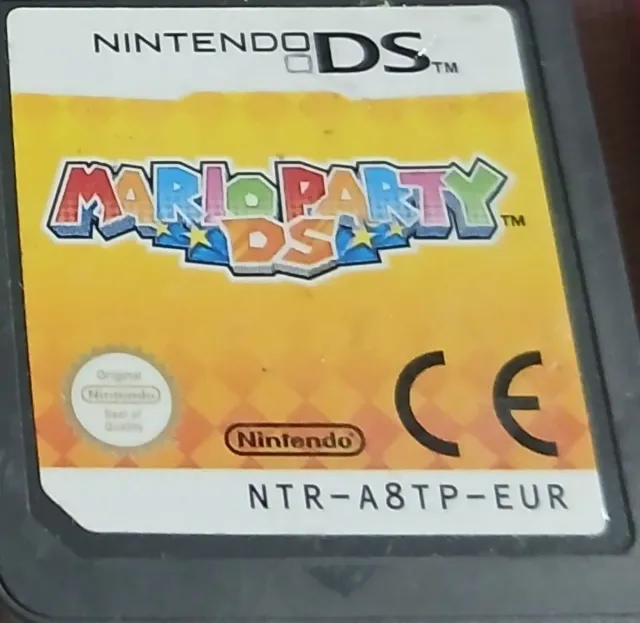 NINTENDO DS™
MARIO PARTY™
DS
Original
Nintendo
Seal of
Quality
Nintendo®
CE
NTR-A8TP-EUR